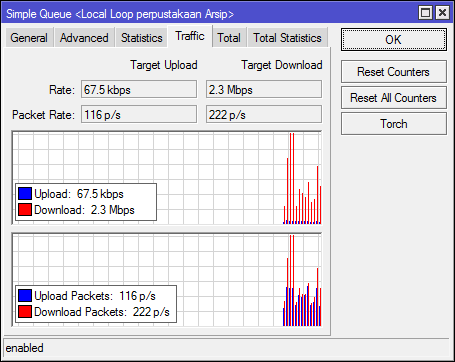 Simple Queue <Local Loop perpustakaan Arsip>
General Advanced Statistics Traffic Total Total Statistics
Target Upload Target Download
Rate: 67.5 kbps 2.3 Mbps
Packet Rate: 116 p/s 222 p/s
Upload: 67.5 kbps
Download: 2.3 Mbps
Upload Packets: 116 p/s
Download Packets: 222 p/s
OK
Reset Counters
Reset All Counters
Torch
enabled